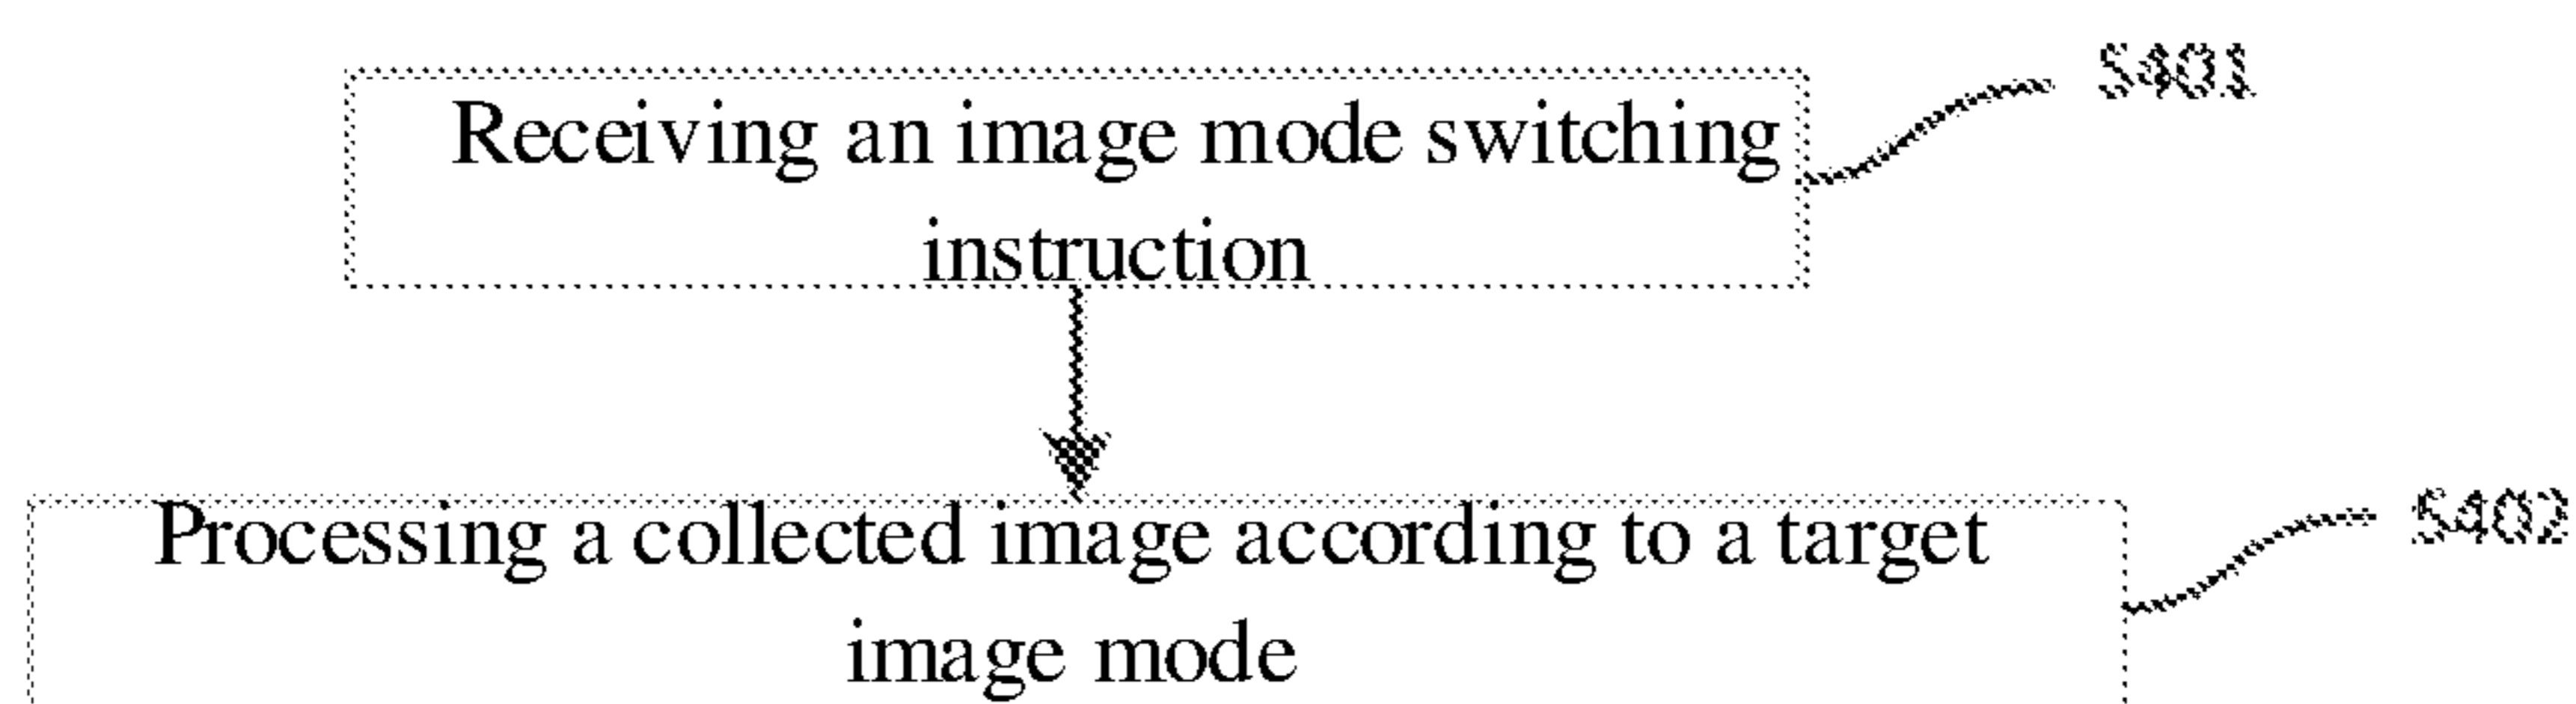 S401
Receiving an image mode switching
instruction
S402
Processing a collected image according to a target
image mode